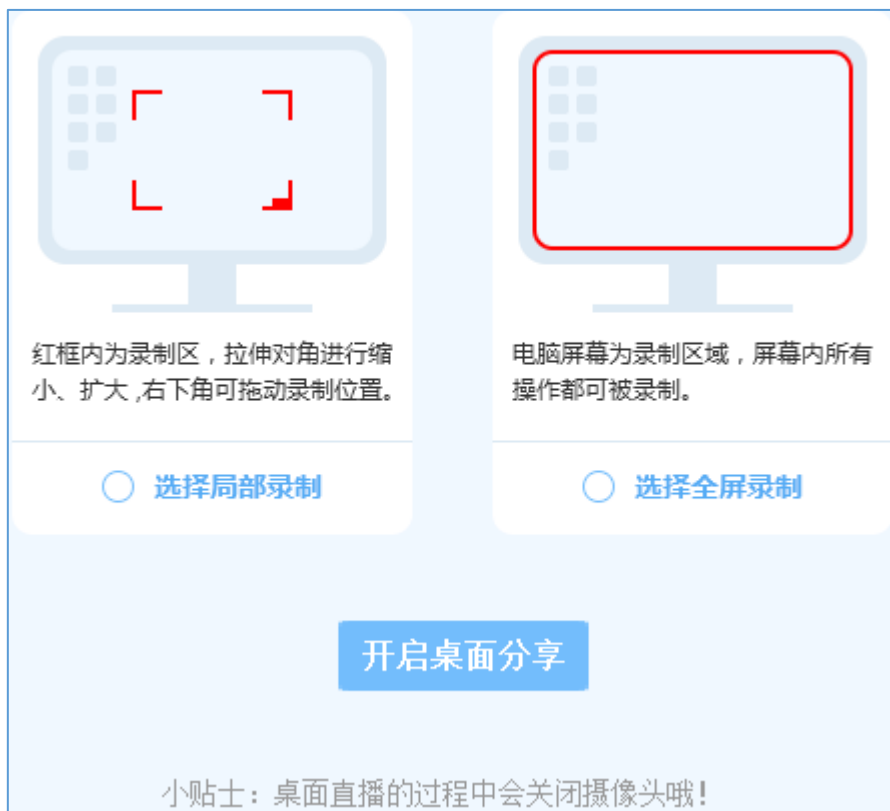 红框内为录制区，拉伸对角进行缩
小、扩大,右下角可拖动录制位置。
选择局部录制
电脑屏幕为录制区域，屏幕内所有
操作都可被录制。
选择全屏录制
开启桌面分享
小贴士：桌面直播的过程中会关闭摄像头哦！